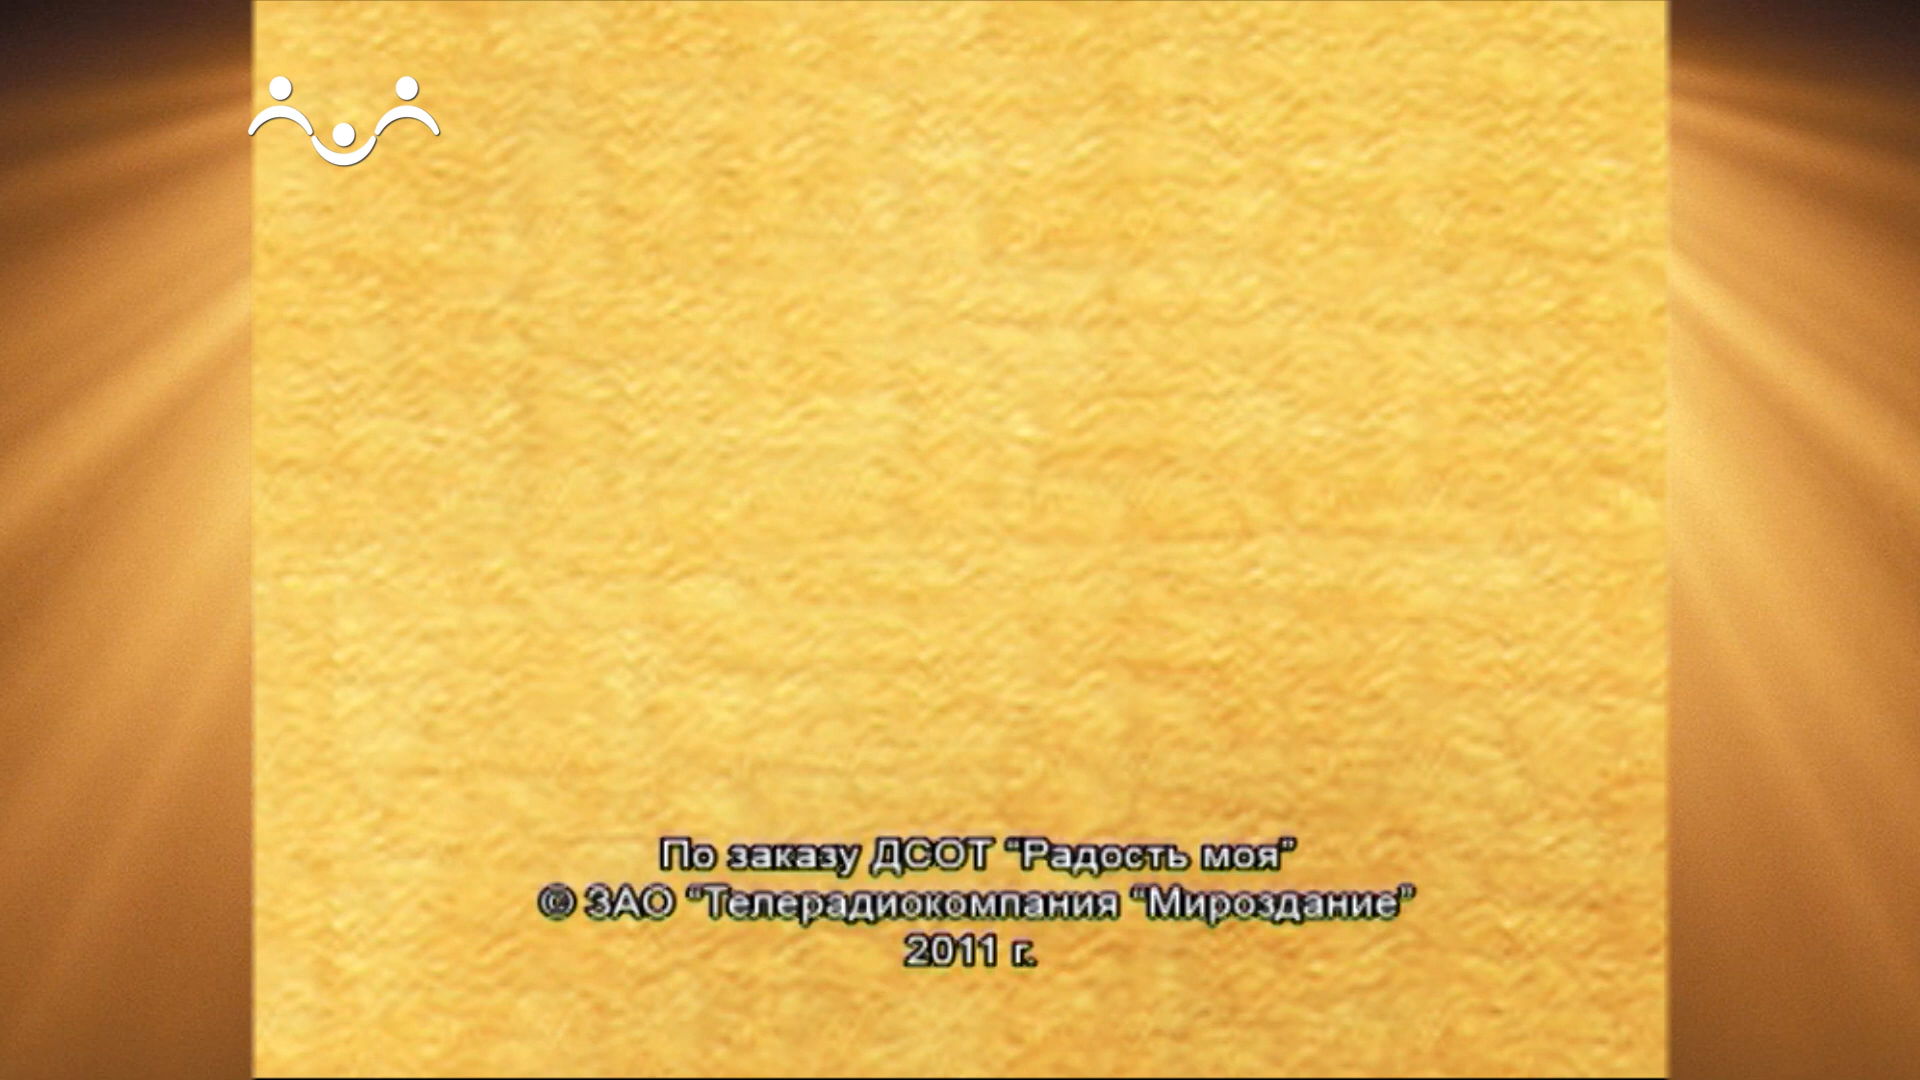 По заказу ДСОТ “Радость моя”
© ЗАО “Телерадиокомпания “Мироздание”
2011 г.